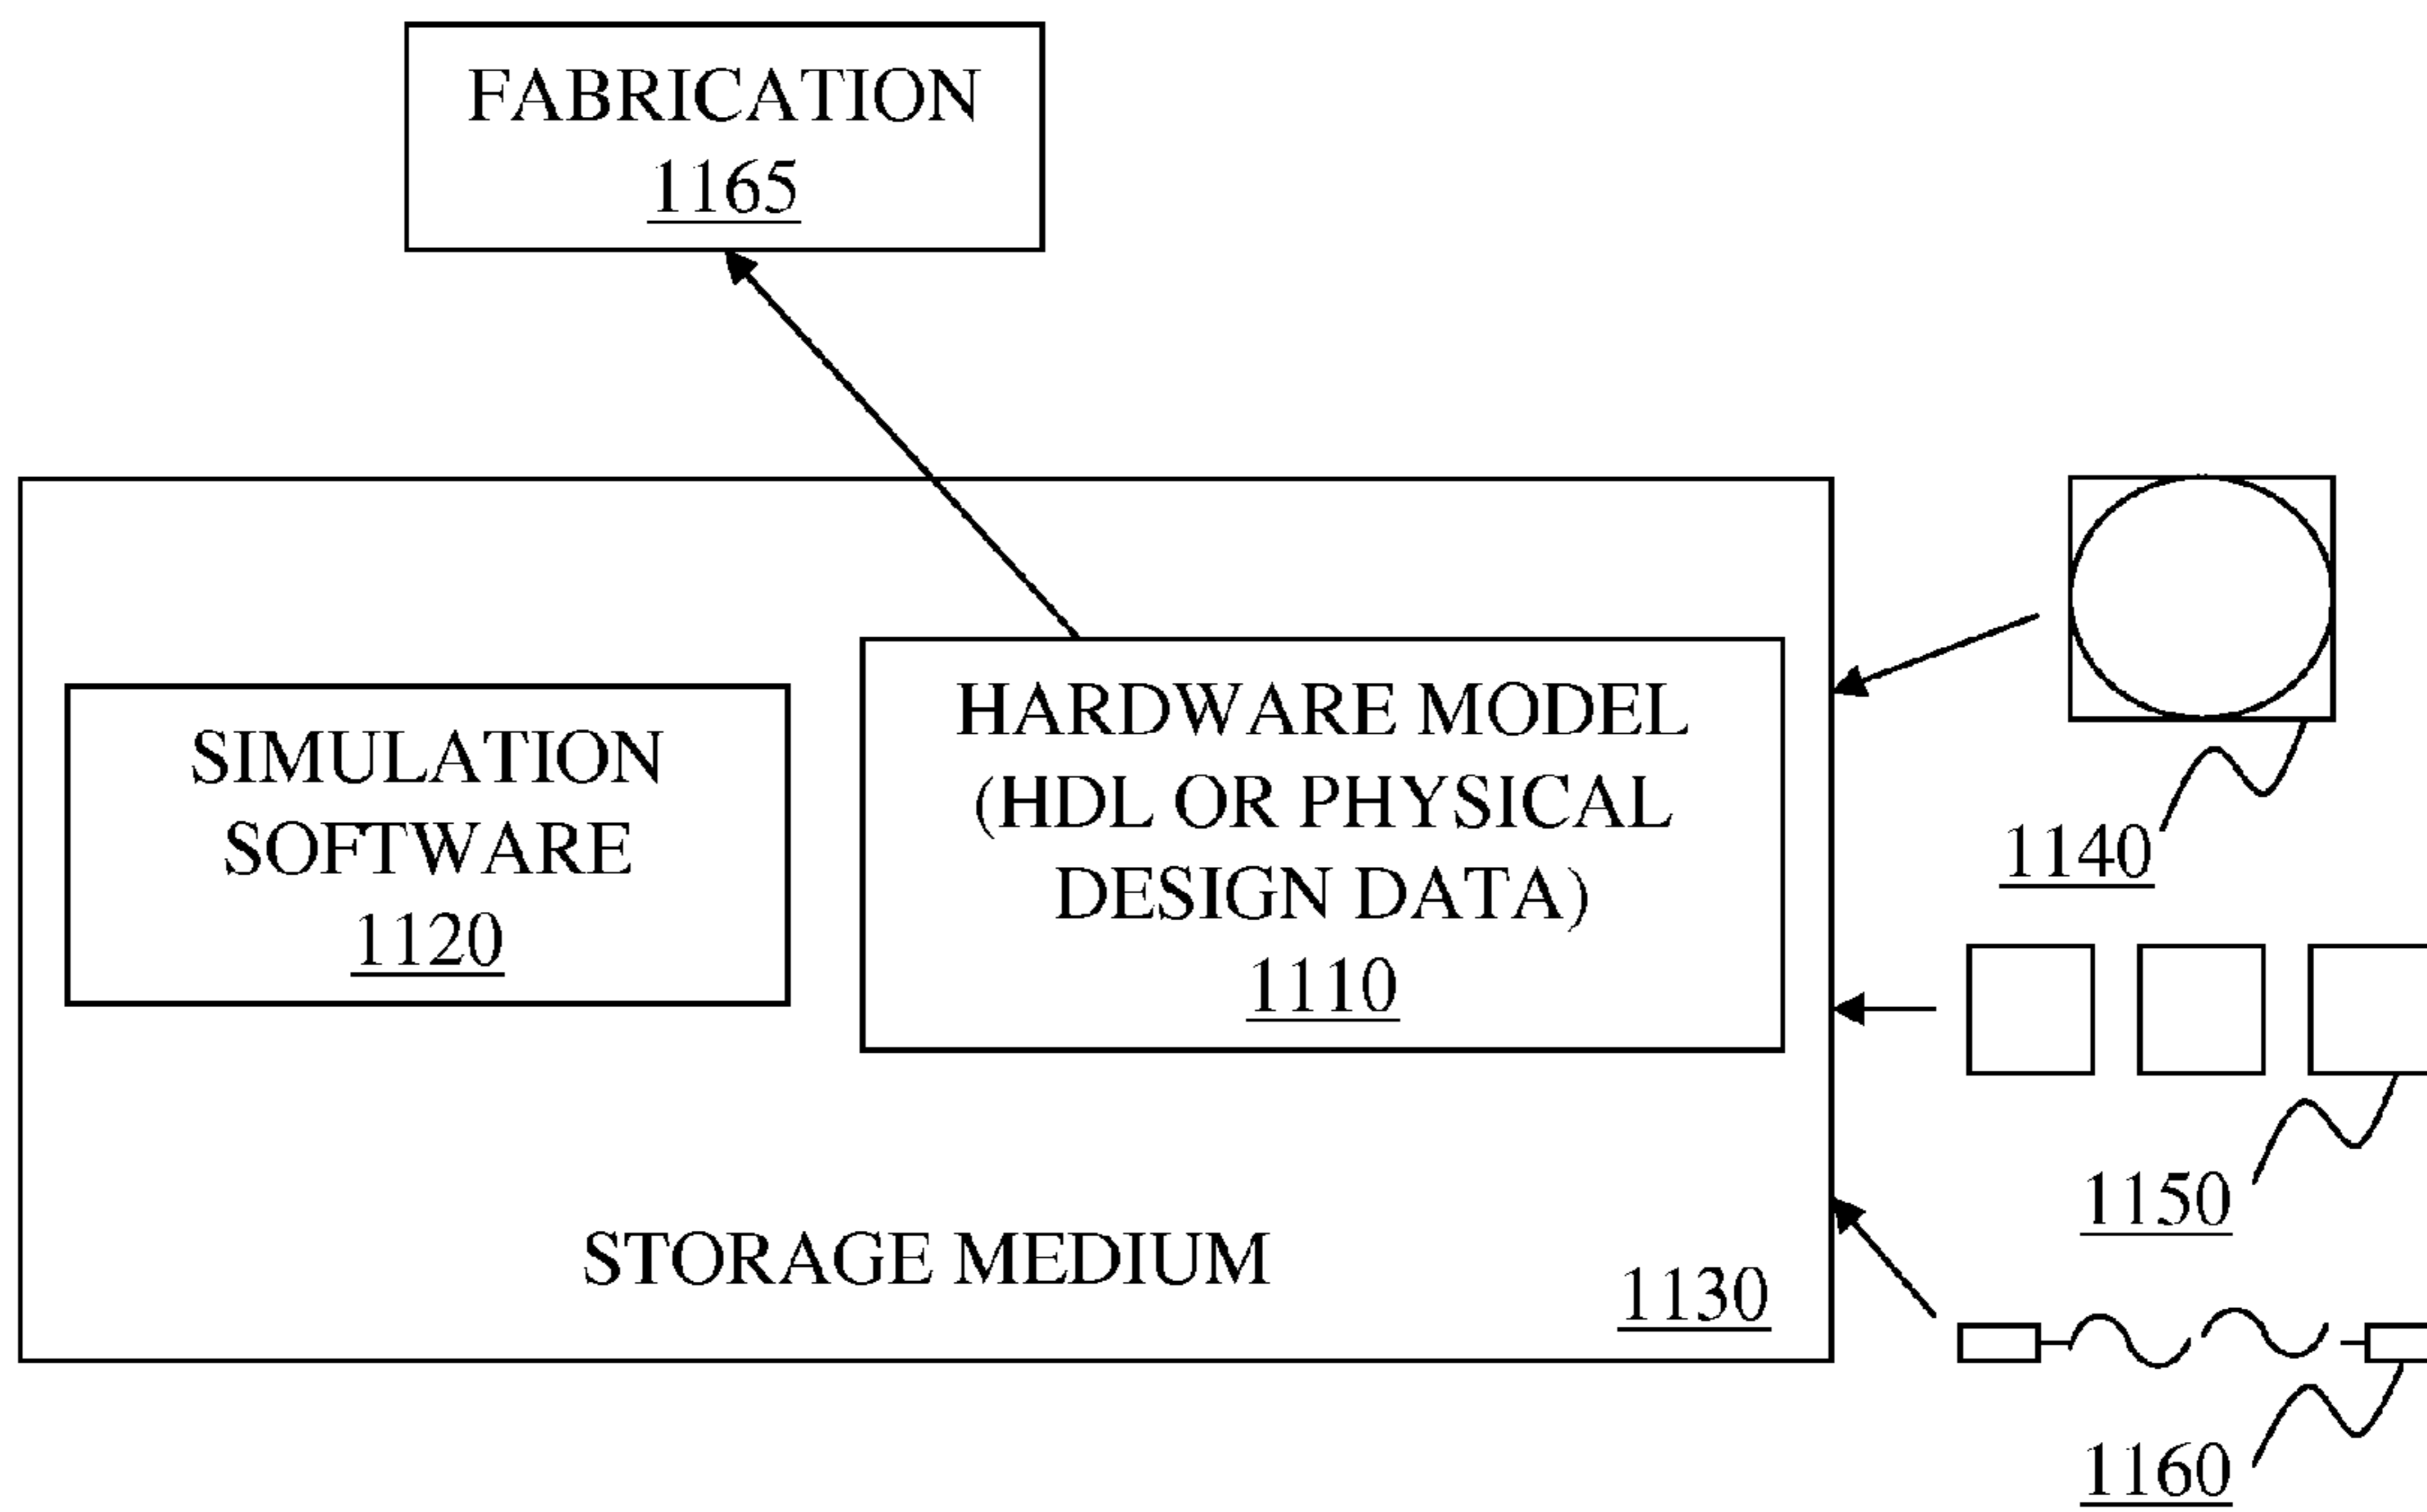 FABRICATION
1165
SIMULATION
SOFTWARE
1120
HARDWARE MODEL
(HDL OR PHYSICAL
DESIGN DATA)
1110
STORAGE MEDIUM
1130
1140
1150
1160